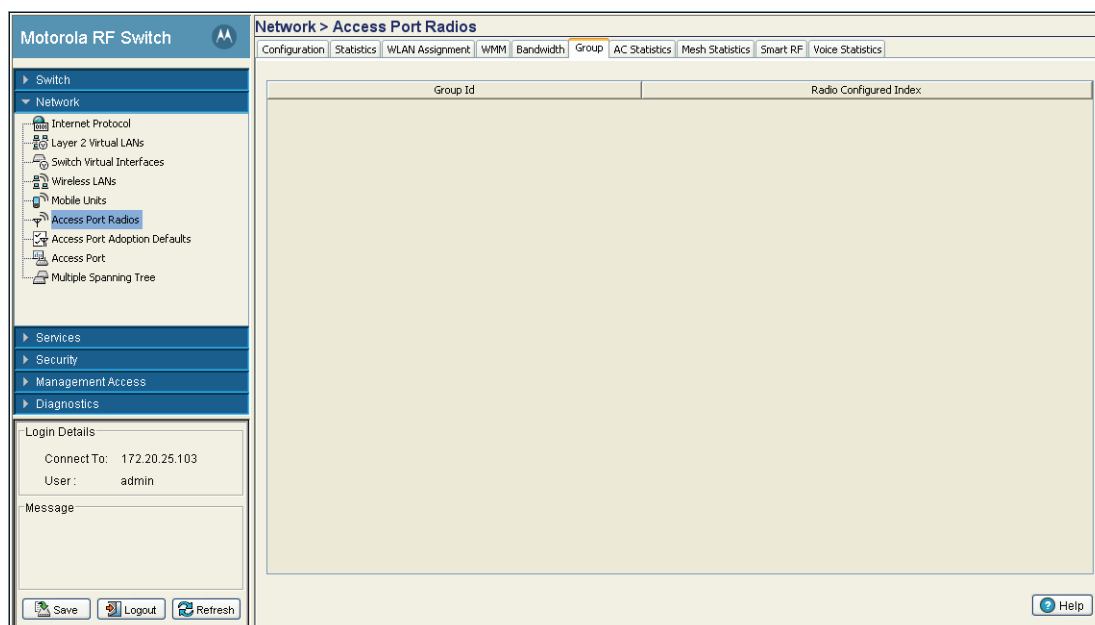 Motorola RF Switch
Switch
Network
Internet Protocol
Layer 2 Virtual LANs
Switch Virtual Interfaces
Wireless LANs
Mobile Units
Access Port Radios
Access Port Adoption Defaults
Access Port
Multiple Spanning Tree
Services
Security
Management Access
Diagnostics
Login Details
Connect To: 172.20.25.103
User : admin
Message
Save Logout Refresh
Network > Access Port Radios
Configuration Statistics WLAN Assignment WMM Bandwidth Group AC Statistics Mesh Statistics Smart RF Voice Statistics
Group Id Radio Configured Index
Help